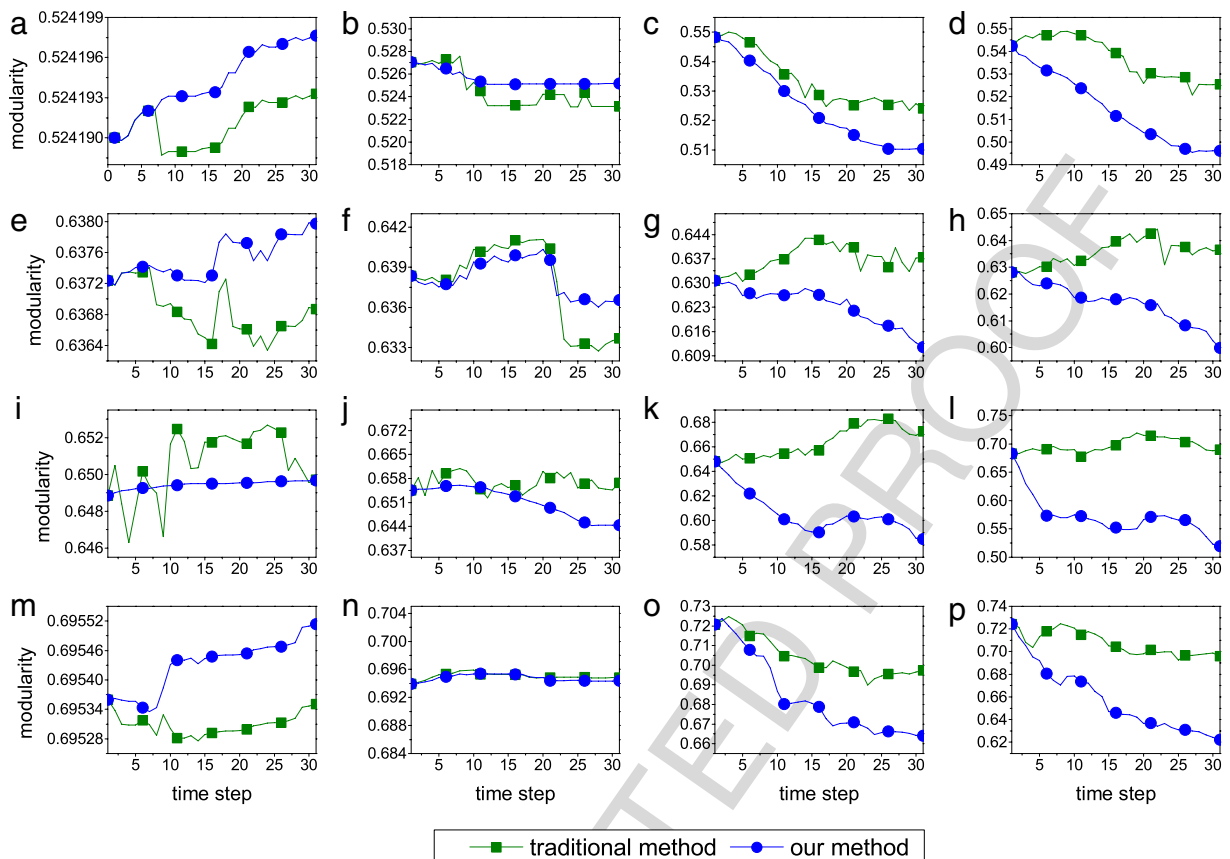 a b c d
0.524199 0.530 0.55 0.55
0.528 0.54
0.524196 0.526 0.54 0.53
0.524 0.53 0.52
0.524193 0.522 0.52 0.51
0.520 0.50
0.524190 0.518 0.51 0.49
0 5 10 15 20 25 30 5 10 15 20 25 30 5 10 15 20 25 30 5 10 15 20 25 30
modularity
e f g h
0.6380 0.642 0.644 0.65
0.6376 0.639 0.637 0.64
0.6372 0.636 0.630 0.63
0.6368 0.633 0.623 0.62
0.6364 0.616 0.61
0.609 0.60
5 10 15 20 25 30 5 10 15 20 25 30 5 10 15 20 25 30 5 10 15 20 25 30
modularity
i j k l
0.652 0.672 0.68 0.75
0.650 0.665 0.66 0.70
0.648 0.658 0.64 0.65
0.646 0.651 0.62 0.60
0.644 0.60 0.55
0.637 0.58 0.50
5 10 15 20 25 30 5 10 15 20 25 30 5 10 15 20 25 30 5 10 15 20 25 30
modularity
m n o p
0.69552 0.704 0.73 0.74
0.69546 0.700 0.72 0.72
0.69540 0.696 0.71 0.70
0.69534 0.692 0.70 0.68
0.69528 0.688 0.69 0.66
0.684 0.67 0.64
0.66 0.62
5 10 15 20 25 30 5 10 15 20 25 30 5 10 15 20 25 30 5 10 15 20 25 30
modularity
time step time step time step time step
traditional method our method
TED PROOF